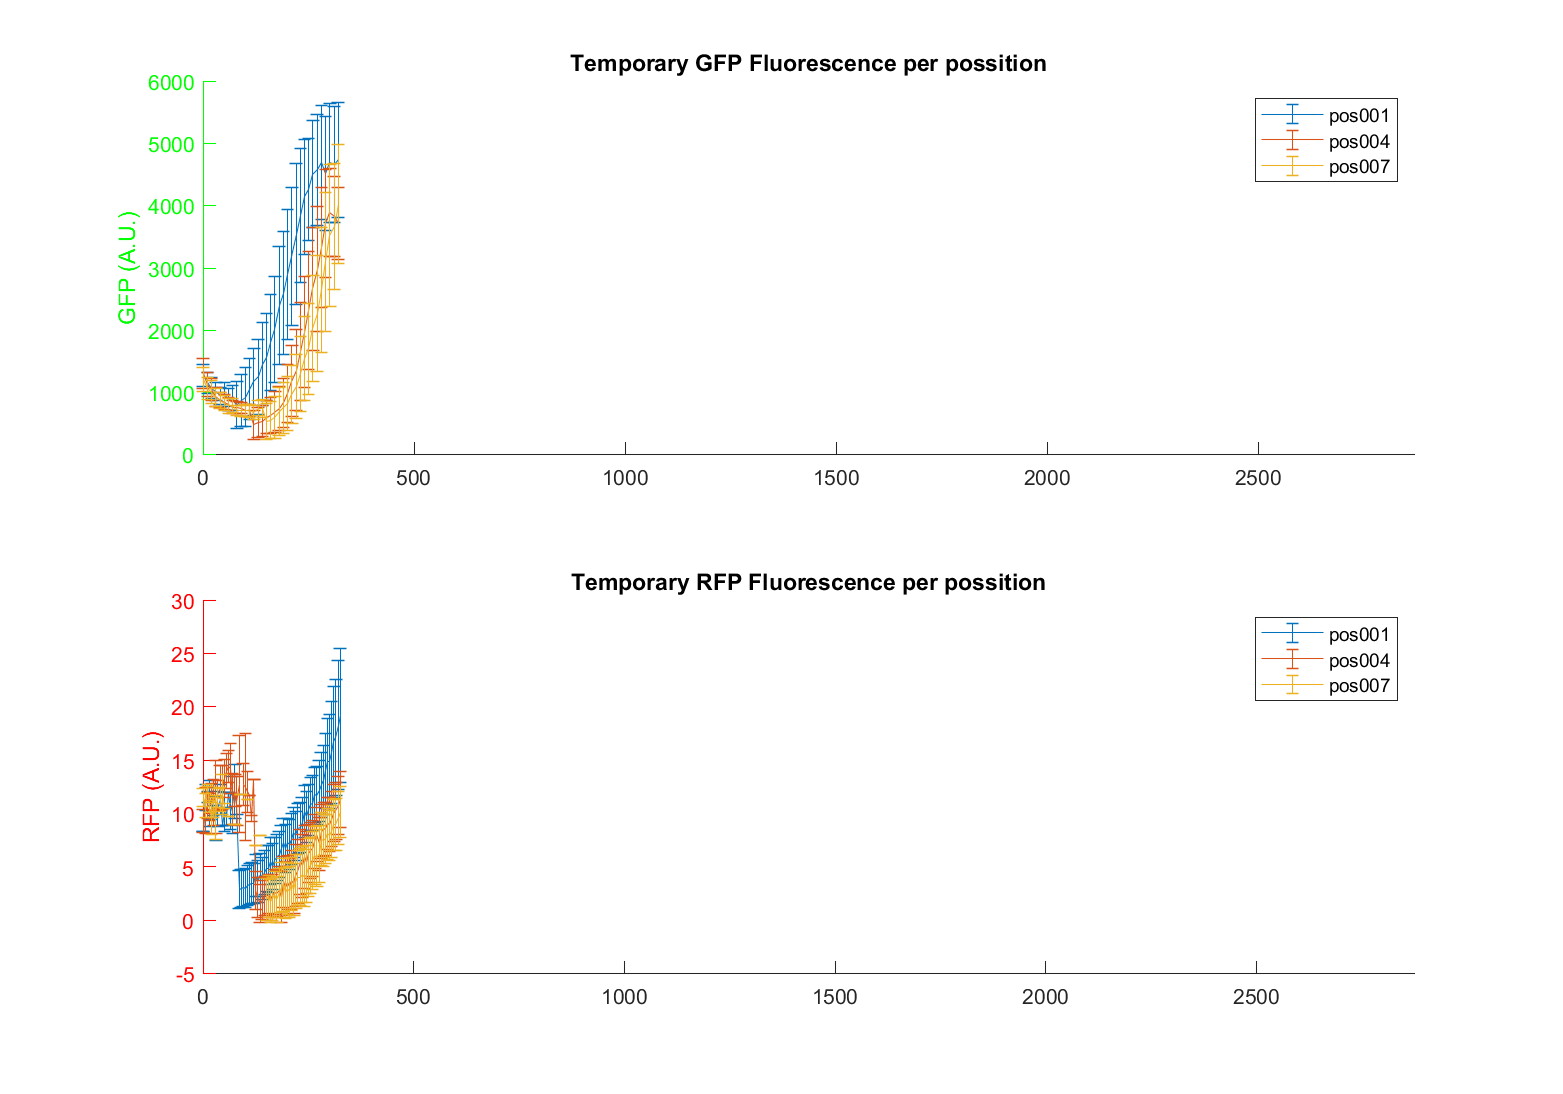 Temporary GFP Fluorescence per possition
6000
5000
4000
3000
2000
1000
0
GFP (A.U.)
pos001
pos004
pos007
0 500 1000 1500 2000 2500
Temporary RFP Fluorescence per possition
30
25
20
15
10
5
0
-5
RFP (A.U.)
pos001
pos004
pos007
0 500 1000 1500 2000 2500